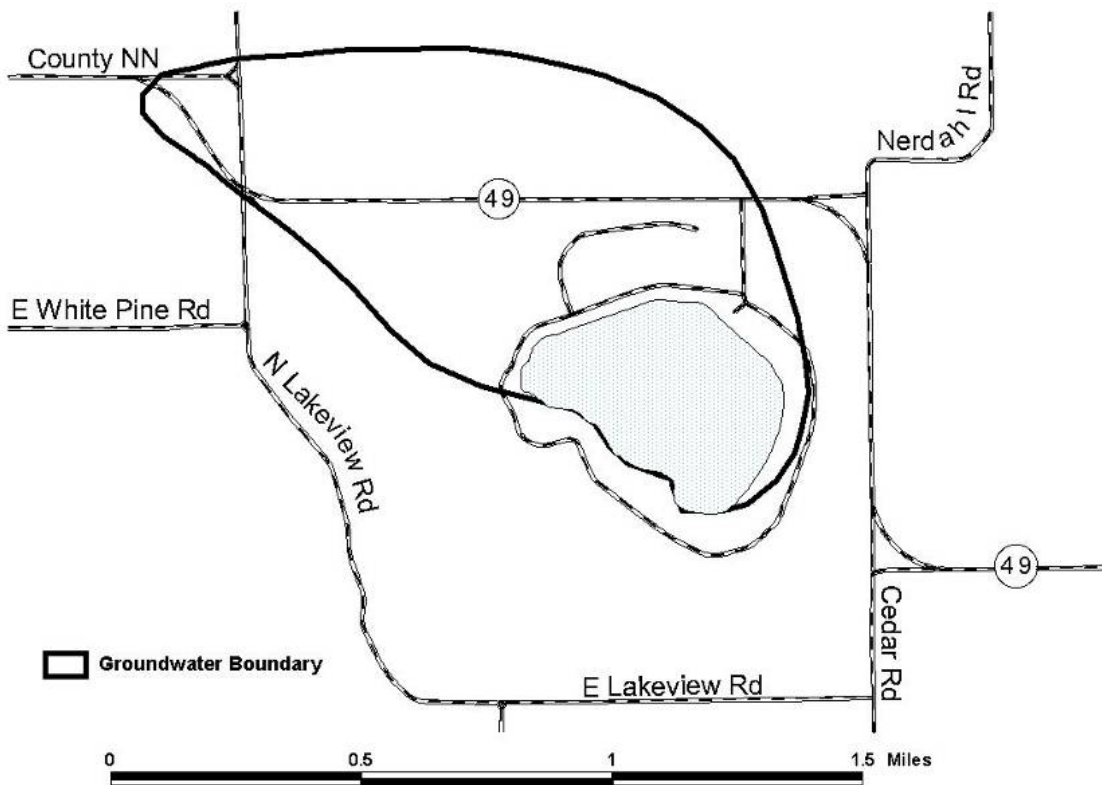 County NN
Nerdahl Rd
49
E White Pine Rd
N Lakeview Rd
49
Cedar Rd
Groundwater Boundary
E Lakeview Rd
0 0.5 1 1.5 Miles